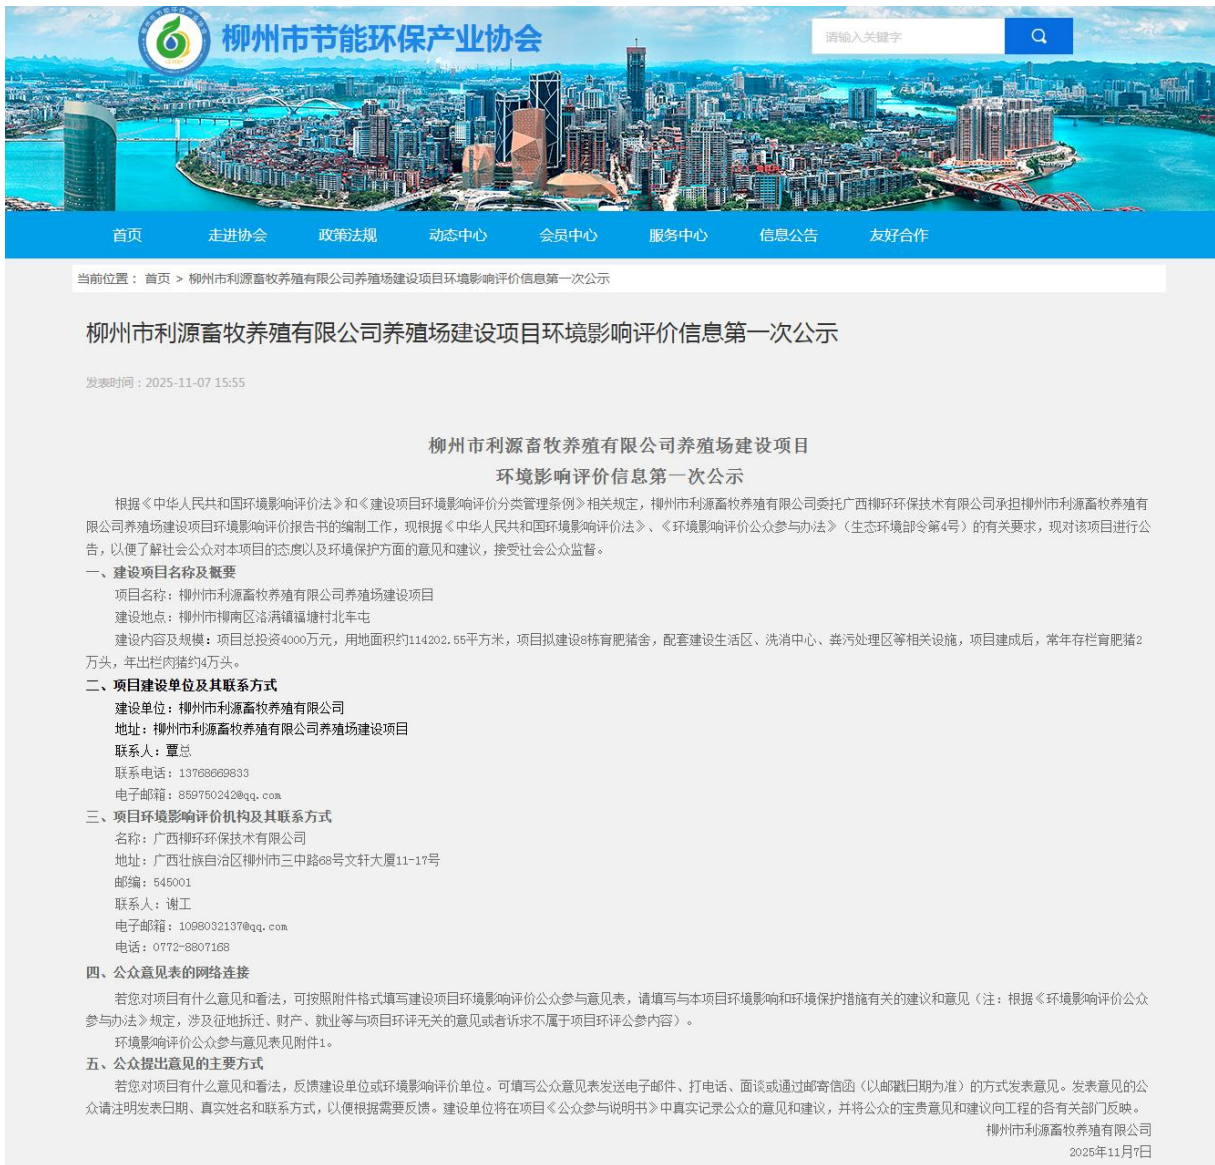 柳州市节能环保产业协会
请输入关键字
首页 走进协会 政策法规 动态中心 会员中心 服务中心 信息公告 友好合作
当前位置： 首页 > 柳州市利源畜牧养殖有限公司养殖场建设项目环境影响评价信息第一次公示
柳州市利源畜牧养殖有限公司养殖场建设项目环境影响评价信息第一次公示
发表时间：2025-11-07 15:55
柳州市利源畜牧养殖有限公司养殖场建设项目
环境影响评价信息第一次公示
根据《中华人民共和国环境影响评价法》和《建设项目环境影响评价分类管理条例》相关规定，柳州市利源畜牧养殖有限公司委托广西柳环环保技术有限公司承担柳州市利源畜牧养殖有
限公司养殖场建设项目环境影响评价报告书的编制工作，现根据《中华人民共和国环境影响评价法》、《环境影响评价公众参与办法》（生态环境部令第4号）的有关要求，现对该项目进行公
告，以便了解社会公众对本项目的态度以及环境保护方面的意见和建议，接受社会公众监督。
一、建设项目名称及概要
项目名称：柳州市利源畜牧养殖有限公司养殖场建设项目
建设地点：柳州市柳南区洛满镇福塘村北车屯
建设内容及规模：项目总投资4000万元，用地面积约114202.55平方米，项目拟建设8栋育肥猪舍，配套建设生活区、洗消中心、粪污处理区等相关设施，项目建成后，常年存栏育肥猪2
万头，年出栏肉猪约4万头。
二、项目建设单位及其联系方式
建设单位：柳州市利源畜牧养殖有限公司
地址：柳州市利源畜牧养殖有限公司养殖场建设项目
联系人：覃总
联系电话：13768669833
电子邮箱：859750242@qq.com
三、项目环境影响评价机构及其联系方式
名称：广西柳环环保技术有限公司
地址：广西壮族自治区柳州市三中路68号文轩大厦11-17号
邮编：545001
联系人：谢工
电子邮箱：1098032137@qq.com
电话：0772-8807168
四、公众意见表的网络连接
若您对项目有什么意见和看法，可按照附件格式填写建设项目环境影响评价公众参与意见表，请填写与本项目环境影响和环境保护措施有关的建议和意见（注：根据《环境影响评价公众
参与办法》规定，涉及征地拆迁、财产、就业等与项目环评无关的意见或者诉求不属于项目环评公参内容）。
环境影响评价公众参与意见表见附件1。
五、公众提出意见的主要方式
若您对项目有什么意见和看法，反馈建设单位或环境影响评价单位。可填写公众意见表发送电子邮件、打电话、面谈或通过邮寄信函（以邮戳日期为准）的方式发表意见。发表意见的公
众请注明发表日期、真实姓名和联系方式，以便根据需要反馈。建设单位将在项目《公众参与说明书》中真实记录公众的意见和建议，并将公众的宝贵意见和建议向工程的各有关部门反映。
柳州市利源畜牧养殖有限公司
2025年11月7日